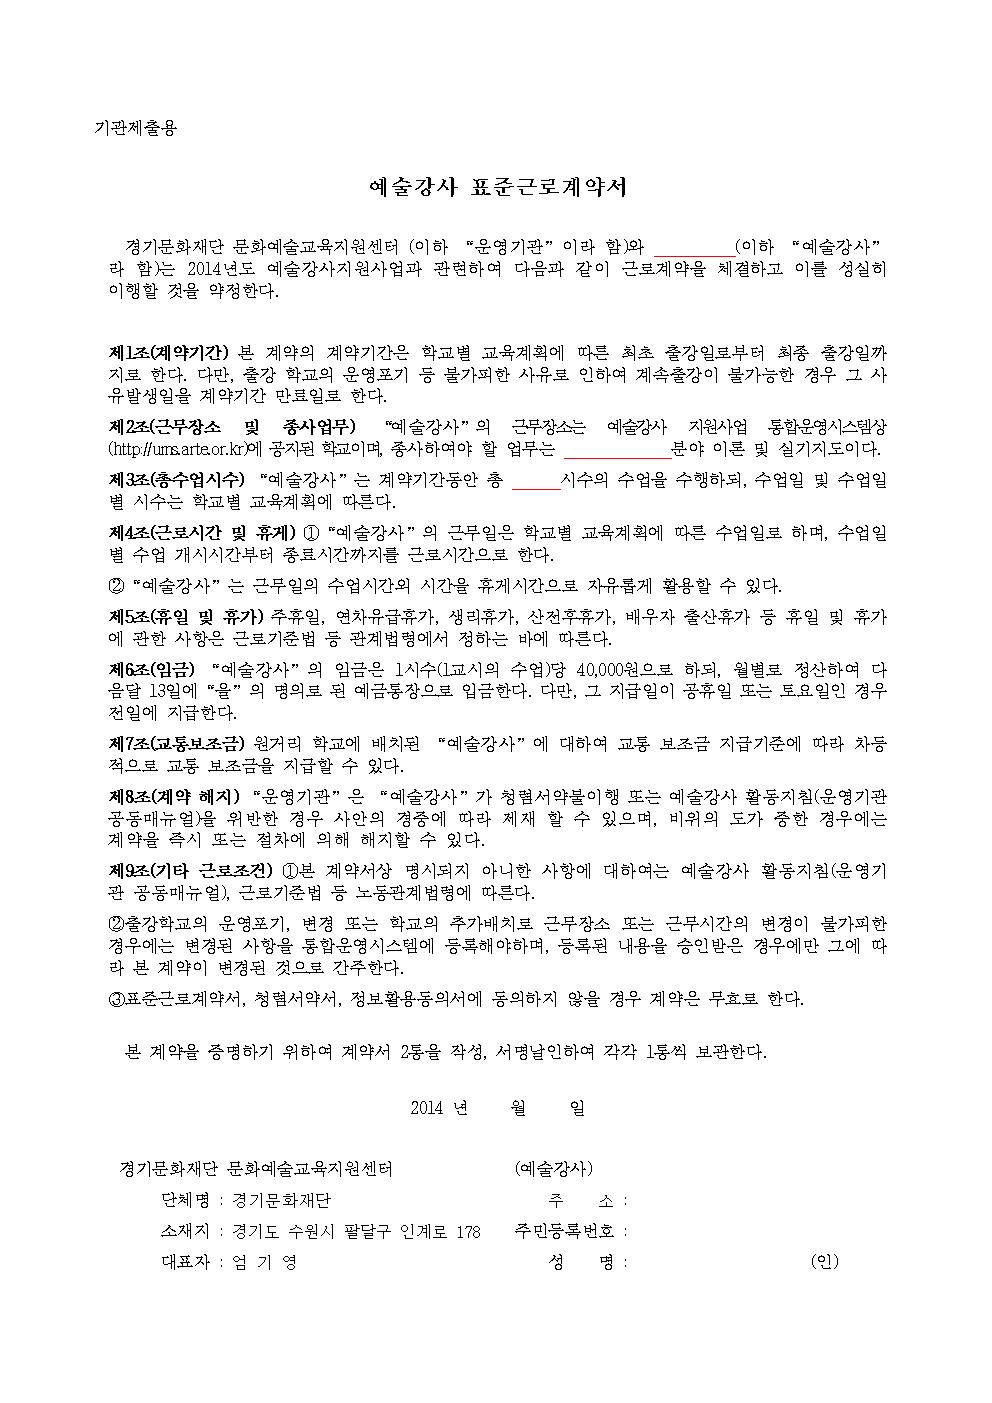 기관제출용
예술강사 표준근로계약서
경기문화재단 문화예술교육지원센터 (이하 “운영기관”이라 함)와 __________(이하 “예술강사”
라 함)는 2014년도 예술강사지원사업과 관련하여 다음과 같이 근로계약을 체결하고 이를 성실히
이행할 것을 약정한다.
제1조(계약기간) 본 계약의 계약기간은 학교별 교육계획에 따른 최초 출강일로부터 최종 출강일까
지로 한다. 다만, 출강 학교의 운영포기 등 불가피한 사유로 인하여 계속출강이 불가능한 경우 그 사
유발생일을 계약기간 만료일로 한다.
제2조(근무장소 및 종사업무) “예술강사”의 근무장소는 예술강사 지원사업 통합운영시스템상
(http://ums.arte.or.kr)에 공지된 학교이며, 종사하여야 할 업무는 _____________분야 이론 및 실기지도이다.
제3조(총수업시수) “예술강사”는 계약기간동안 총 ______시수의 수업을 수행하되, 수업일 및 수업일
별 시수는 학교별 교육계획에 따른다.
제4조(근로시간 및 휴게) ① “예술강사”의 근무일은 학교별 교육계획에 따른 수업일로 하며, 수업일
별 수업 개시시간부터 종료시간까지를 근로시간으로 한다.
② “예술강사”는 근무일의 수업시간외 시간을 휴게시간으로 자유롭게 활용할 수 있다.
제5조(휴일 및 휴가) 주휴일, 연차유급휴가, 생리휴가, 산전후휴가, 배우자 출산휴가 등 휴일 및 휴가
에 관한 사항은 근로기준법 등 관계법령에서 정하는 바에 따른다.
제6조(임금) “예술강사”의 임금은 1시수(1교시의 수업)당 40,000원으로 하되, 월별로 정산하여 다
음달 13일에 “을”의 명의로 된 예금통장으로 입금한다. 다만, 그 지급일이 공휴일 또는 토요일인 경우
전일에 지급한다.
제7조(교통보조금) 원거리 학교에 배치된 “예술강사”에 대하여 교통 보조금 지급기준에 따라 차등
적으로 교통 보조금을 지급할 수 있다.
제8조(계약 해지) “운영기관”은 “예술강사”가 청렴서약불이행 또는 예술강사 활동지침(운영기관
공동매뉴얼)을 위반한 경우 사안의 경중에 따라 제재 할 수 있으며, 비위의 도가 중한 경우에는
계약을 즉시 또는 절차에 의해 해지할 수 있다.
제9조(기타 근로조건) ①본 계약서상 명시되지 아니한 사항에 대하여는 예술강사 활동지침(운영기
관 공동매뉴얼), 근로기준법 등 노동관계법령에 따른다.
②출강학교의 운영포기, 변경 또는 학교의 추가배치로 근무장소 또는 근무시간의 변경이 불가피한
경우에는 변경된 사항을 통합운영시스템에 등록해야하며, 등록된 내용을 승인받은 경우에만 그에 따
라 본 계약이 변경된 것으로 간주한다.
③표준근로계약서, 청렴서약서, 정보활용동의서에 동의하지 않을 경우 계약은 무효로 한다.
본 계약을 증명하기 위하여 계약서 2통을 작성, 서명날인하여 각각 1통씩 보관한다.
2014 년 월 일
경기문화재단 문화예술교육지원센터 (예술강사)
단체명 : 경기문화재단 주 소 :
소재지 : 경기도 수원시 팔달구 인계로 178 주민등록번호 :
대표자 : 엄 기 영 성 명 : (인)